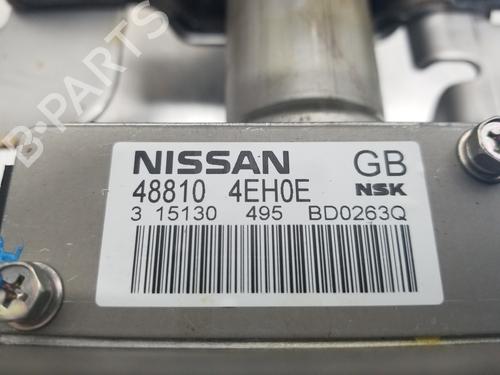 B-PARTS
NISSAN GB
48810 4EH0E NSK
3 15130 495 BD0263Q